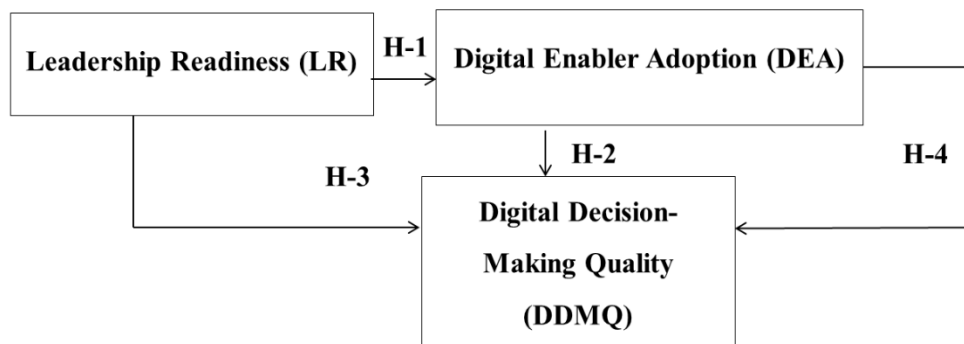 Leadership Readiness (LR)
H-1
Digital Enabler Adoption (DEA)
H-2
H-4
H-3
Digital Decision-
Making Quality
(DDMQ)